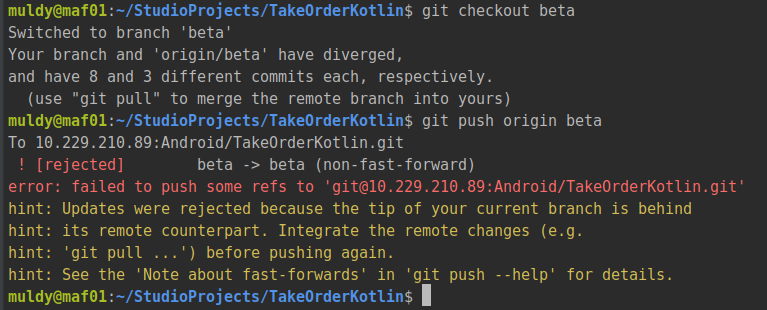 muldy@maf01:~/StudioProjects/TakeOrderKotlin$ git checkout beta
Switched to branch 'beta'
Your branch and 'origin/beta' have diverged,
and have 8 and 3 different commits each, respectively.
  (use "git pull" to merge the remote branch into yours)
muldy@maf01:~/StudioProjects/TakeOrderKotlin$ git push origin beta
To 10.229.210.89:Android/TakeOrderKotlin.git
 ! [rejected]        beta -> beta (non-fast-forward)
error: failed to push some refs to 'git@10.229.210.89:Android/TakeOrderKotlin.git'
hint: Updates were rejected because the tip of your current branch is behind
hint: its remote counterpart. Integrate the remote changes (e.g.
hint: 'git pull ...') before pushing again.
hint: See the 'Note about fast-forwards' in 'git push --help' for details.
muldy@maf01:~/StudioProjects/TakeOrderKotlin$